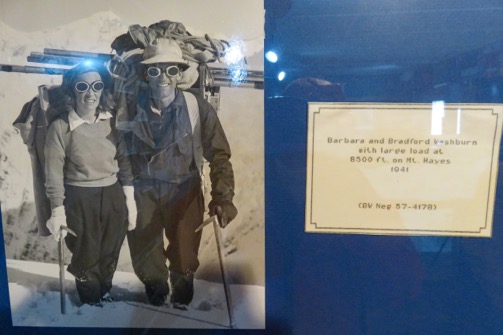 Barbara and Bradford Washburn
with large load at
8500 ft. on Mt. Hayes
1941
(BW Neg 57-4178)